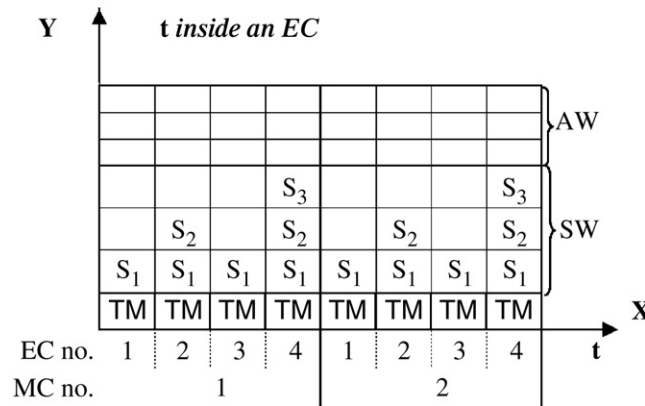 Y t inside an EC
AW
S₃ S₃
S₂ S₂ S₂ S₂ SW
S₁ S₁ S₁ S₁ S₁ S₁ S₁ S₁
TM TM TM TM TM TM TM TM X
EC no. 1 2 3 4 1 2 3 4 t
MC no. 1 2